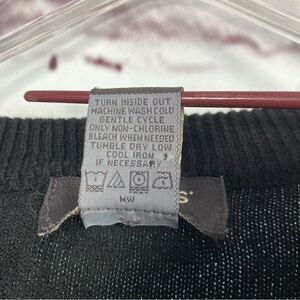 TURN INSIDE OUT
MACHINE WASH COLD
GENTLE CYCLE
ONLY NON-CHLORINE
BLEACH WHEN NEEDED
TUMBLE DRY LOW
COOL IRON
IF NECESSARY
MW